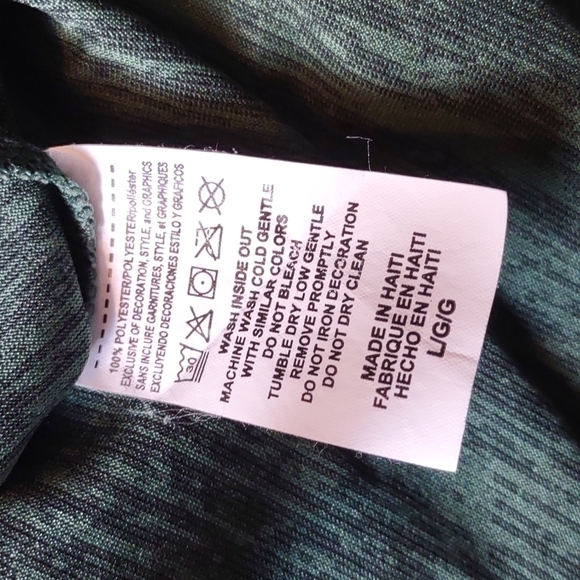 100% POLYESTER/POLYESTER/poliéster
EXCLUSIVE OF DECORATION, STYLE, and GRAPHICS
SANS INCLURE GARNITURES, STYLE, et GRAPHIQUES
EXCLUYENDO DECORACIONES ESTILO Y GRAFICOS
30
WASH INSIDE OUT
MACHINE WASH COLD GENTLE
WITH SIMILAR COLORS
DO NOT BLEACH
TUMBLE DRY LOW GENTLE
REMOVE PROMPTLY
DO NOT IRON DECORATION
DO NOT DRY CLEAN
MADE IN HAITI
FABRIQUE EN HAITI
HECHO EN HAITI
L/G/G